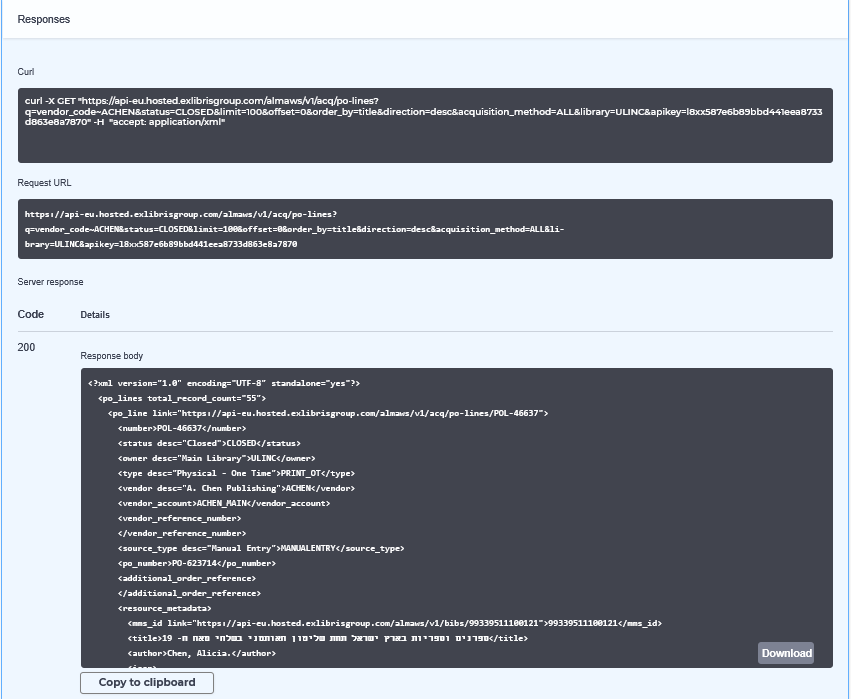 Responses
Curl
curl -X GET "https://api-eu.hosted.exlibrisgroup.com/almaws/v1/acq/po-lines?
q=vendor_code~ACHEN&status=CLOSED&limit=100&offset=0&order_by=title&direction=desc&acquisition_method=ALL&library=ULINC&apikey=l8xx587e6b89bbd441eea8733
d863e8a7870" -H "accept: application/xml"
Request URL
https://api-eu.hosted.exlibrisgroup.com/almaws/v1/acq/po-lines?
q=vendor_code~ACHEN&status=CLOSED&limit=100&offset=0&order_by=title&direction=desc&acquisition_method=ALL&li-
brary=ULINC&apikey=l8xx587e6b89bbd441eea8733d863e8a7870
Server response
Code Details
200
Response body
<?xml version="1.0" encoding="UTF-8" standalone="yes"?>
<po_lines total_record_count="55">
<po_line link="https://api-eu.hosted.exlibrisgroup.com/almaws/v1/acq/po-lines/POL-46637">
<number>POL-46637</number>
<status desc="Closed">CLOSED</status>
<owner desc="Main Library">ULINC</owner>
<type desc="Physical - One Time">PRINT_OT</type>
<vendor desc="A. Chen Publishing">ACHEN</vendor>
<vendor_account>ACHEN_MAIN</vendor_account>
<vendor_reference_number>
</vendor_reference_number>
<source_type desc="Manual Entry">MANUALENTRY</source_type>
<po_number>PO-623714</po_number>
<additional_order_reference>
</additional_order_reference>
<resource_metadata>
<mms_id link="https://api-eu.hosted.exlibrisgroup.com/almaws/v1/bibs/99339511100121">99339511100121</mms_id>
<title>ספרנים וספריות בארץ ישראל תחת שלטון העותמני בשלהי מאה ה- 19</title>
<author>Chen, Alicia.</author>
Download
Copy to clipboard